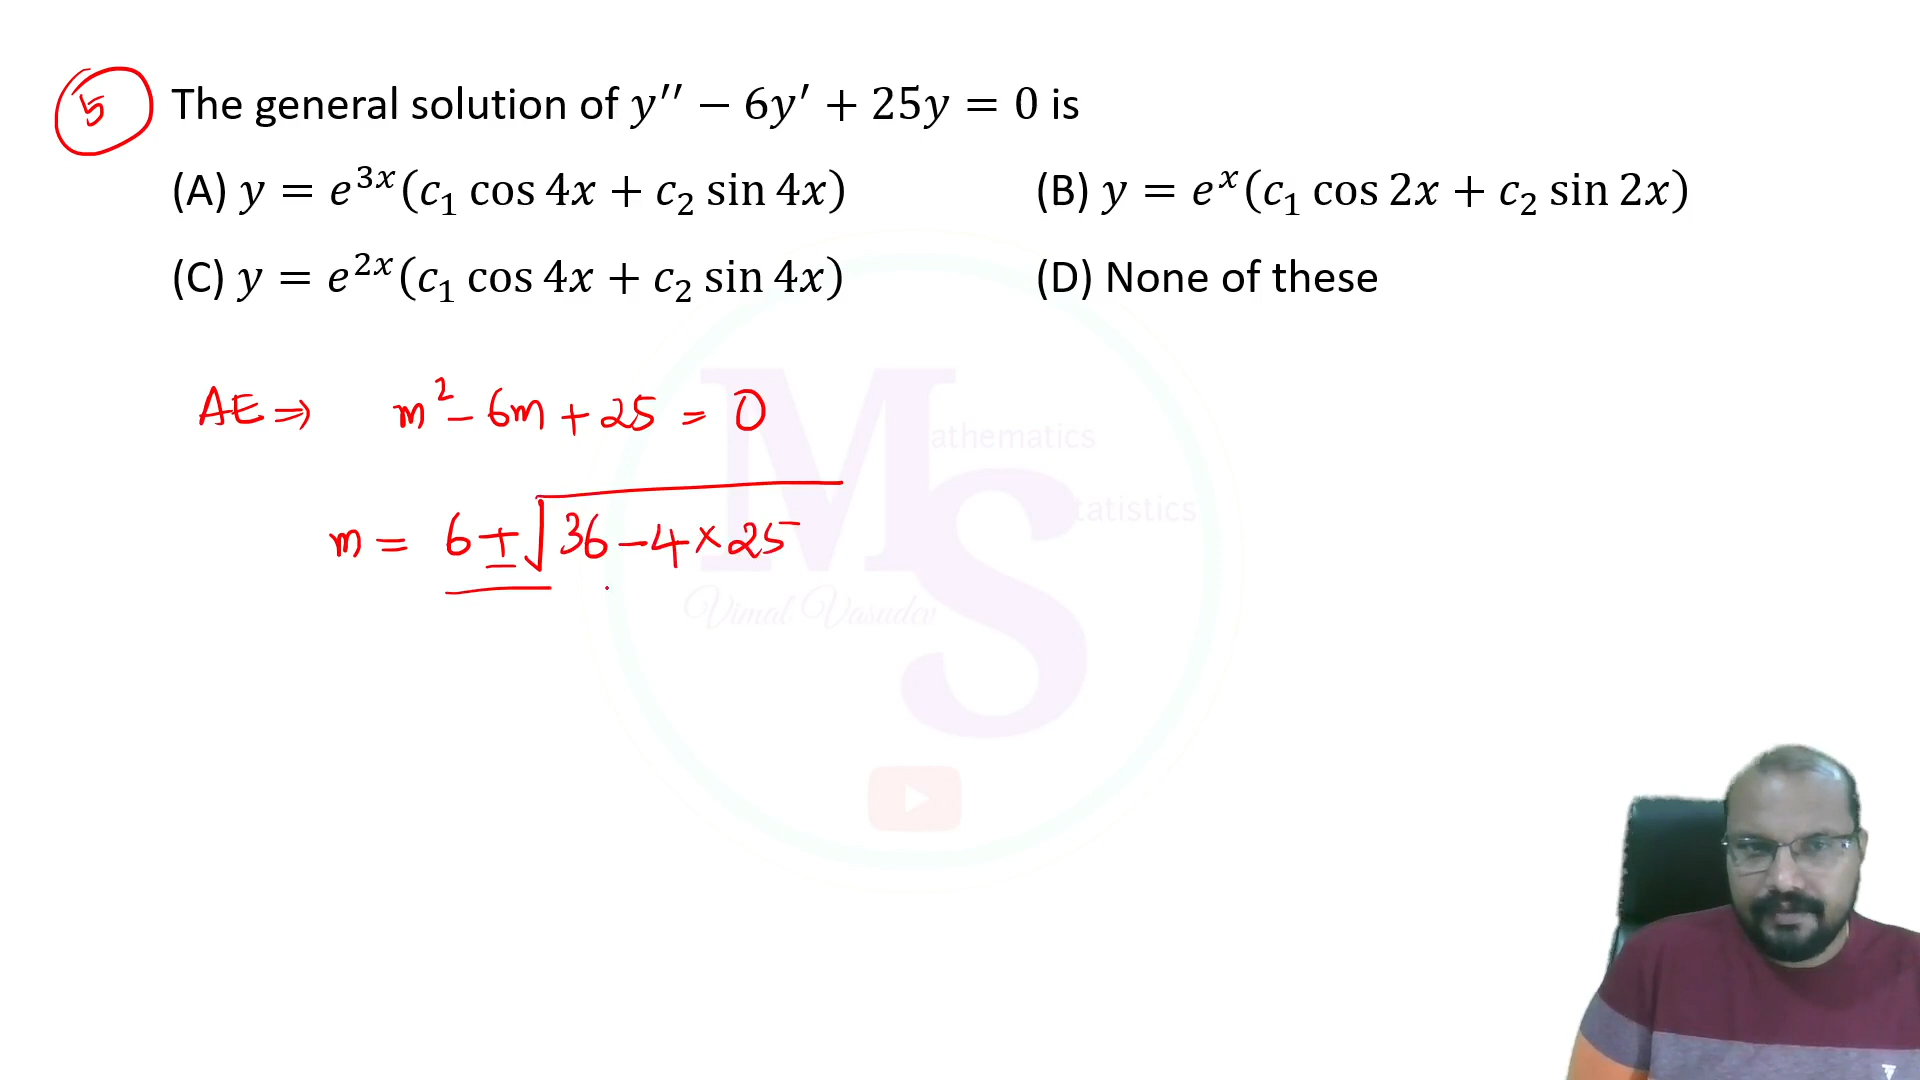 5 The general solution of y′′ − 6y′ + 25y = 0 is
(A) y = e^{3x}(c₁ cos 4x + c₂ sin 4x) (B) y = e^{x}(c₁ cos 2x + c₂ sin 2x)
(C) y = e^{2x}(c₁ cos 4x + c₂ sin 4x) (D) None of these
AE ⇒ m² − 6m + 25 = 0
m = 6 ± √36 − 4 × 25
Mathematics
Statistics
Vimal Vasudev